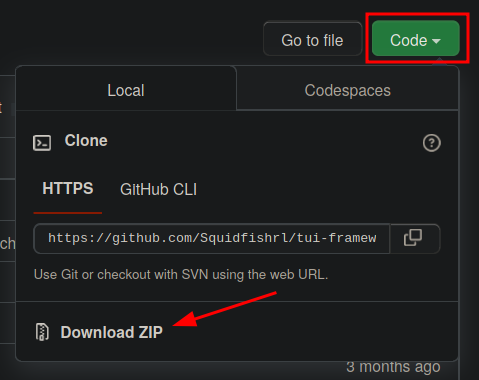 Go to file
Code
Local
Codespaces
Clone
HTTPS
GitHub CLI
https://github.com/Squidfishrl/tui-framew
Use Git or checkout with SVN using the web URL.
Download ZIP
3 months ago